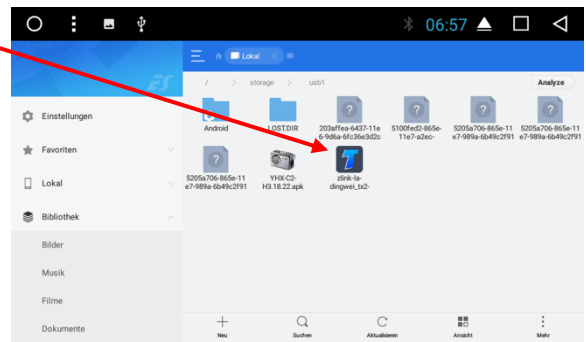 06:57
Lokal
/ > storage > usb1
Analyze
Einstellungen
Favoriten
Lokal
Bibliothek
Bilder
Musik
Filme
Dokumente
Android
LOST.DIR
203affea-6437-11e
6-9d6a-6fc36e3d2c
5100fed2-865e-
11e7-a2ec-
5205a706-865e-11
e7-989a-6b49c2f91
5205a706-865e-11
e7-989a-6b49c2f91
5205a706-865e-11
e7-989a-6b49c2f91
YHX-C2-
H3.18.22.apk
zlink-la-
dingwei_tx2-
Neu
Suchen
Aktualisieren
Ansicht
Mehr